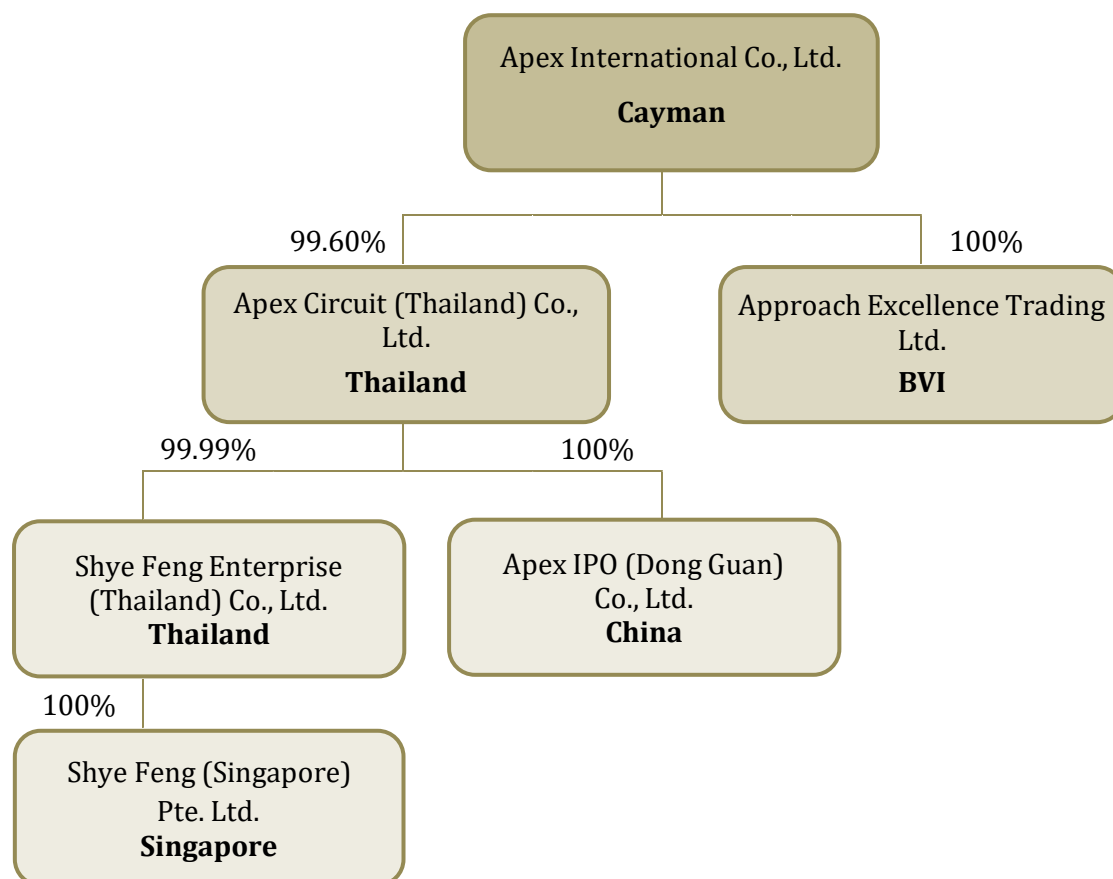 Apex International Co., Ltd.
Cayman
99.60%
100%
Apex Circuit (Thailand) Co.,
Ltd.
Thailand
Approach Excellence Trading
Ltd.
BVI
99.99%
100%
Shye Feng Enterprise
(Thailand) Co., Ltd.
Thailand
Apex IPO (Dong Guan)
Co., Ltd.
China
100%
Shye Feng (Singapore)
Pte. Ltd.
Singapore